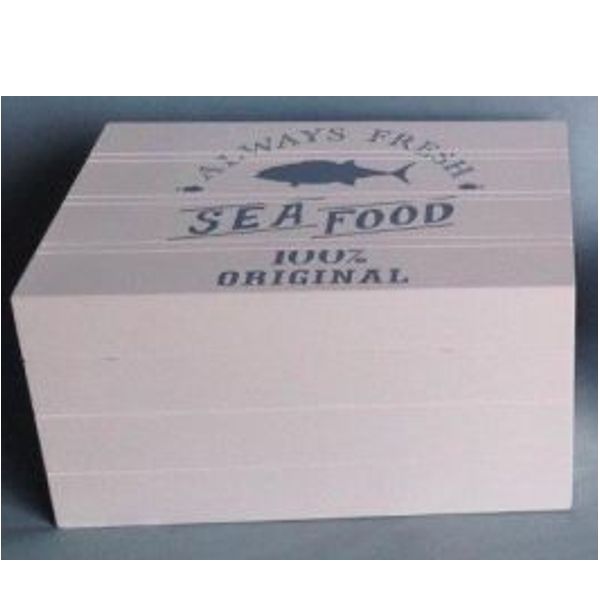 ALWAYS FRESH
SEA FOOD
100%
ORIGINAL